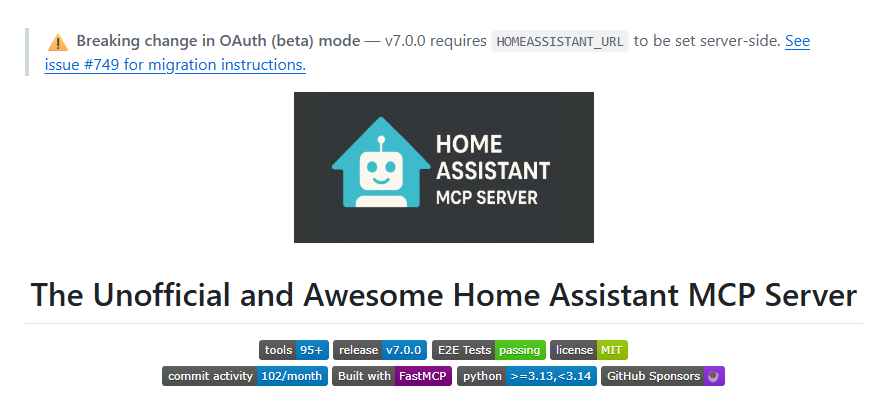 ⚠️ Breaking change in OAuth (beta) mode — v7.0.0 requires HOMEASSISTANT_URL to be set server-side. See
issue #749 for migration instructions.
HOME
ASSISTANT
MCP SERVER
The Unofficial and Awesome Home Assistant MCP Server
tools 95+ release v7.0.0 E2E Tests passing license MIT
commit activity 102/month Built with FastMCP python >=3.13,<3.14 GitHub Sponsors